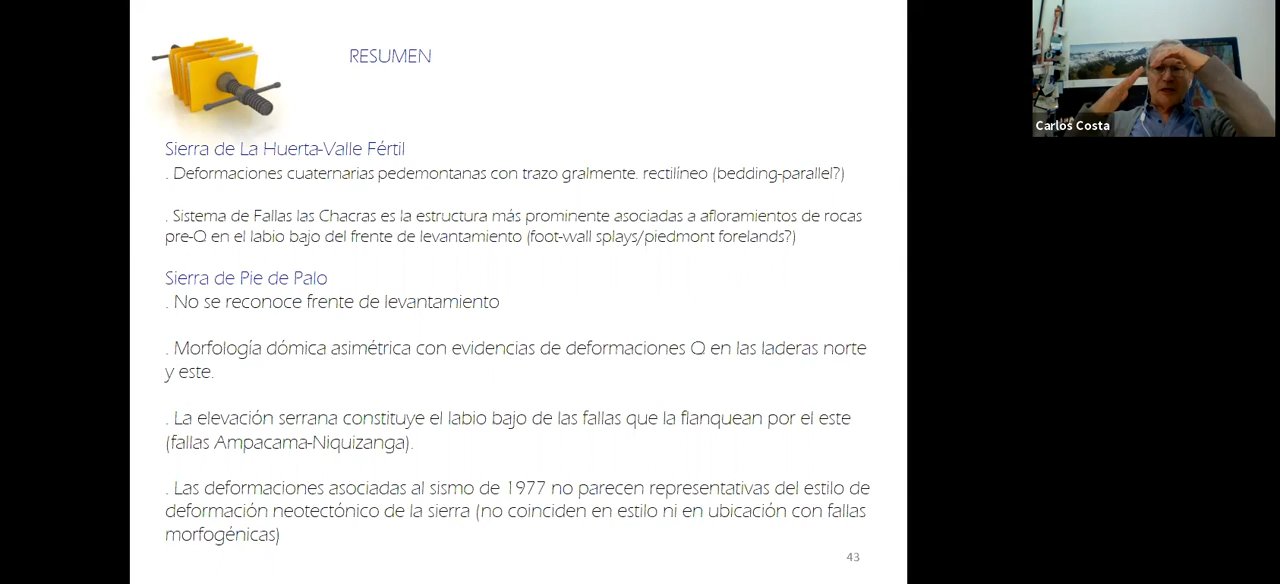 RESUMEN
Carlos Costa
Sierra de La Huerta-Valle Fértil
. Deformaciones cuaternarias pedemontanas con trazo gralmente. rectilíneo (bedding-parallel?)
. Sistema de Fallas las Chacras es la estructura más prominente asociadas a afloramientos de rocas
pre-Q en el labio bajo del frente de levantamiento (foot-wall splays/piedmont forelands?)
Sierra de Pie de Palo
. No se reconoce frente de levantamiento
. Morfología dómica asimétrica con evidencias de deformaciones Q en las laderas norte
y este.
. La elevación serrana constituye el labio bajo de las fallas que la flanquean por el este
(fallas Ampacama-Niquizanga).
. Las deformaciones asociadas al sismo de 1977 no parecen representativas del estilo de
deformación neotectónico de la sierra (no coinciden en estilo ni en ubicación con fallas
morfogénicas)
43